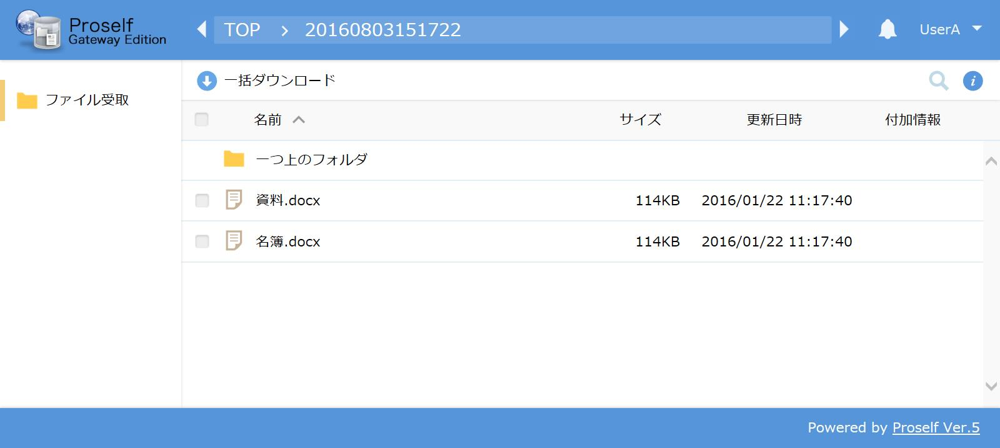 Proself
Gateway Edition
TOP › 20160803151722
UserA
ファイル受取
一括ダウンロード
i
名前 サイズ 更新日時 付加情報
一つ上のフォルダ
資料.docx 114KB 2016/01/22 11:17:40
名簿.docx 114KB 2016/01/22 11:17:40
Powered by Proself Ver.5